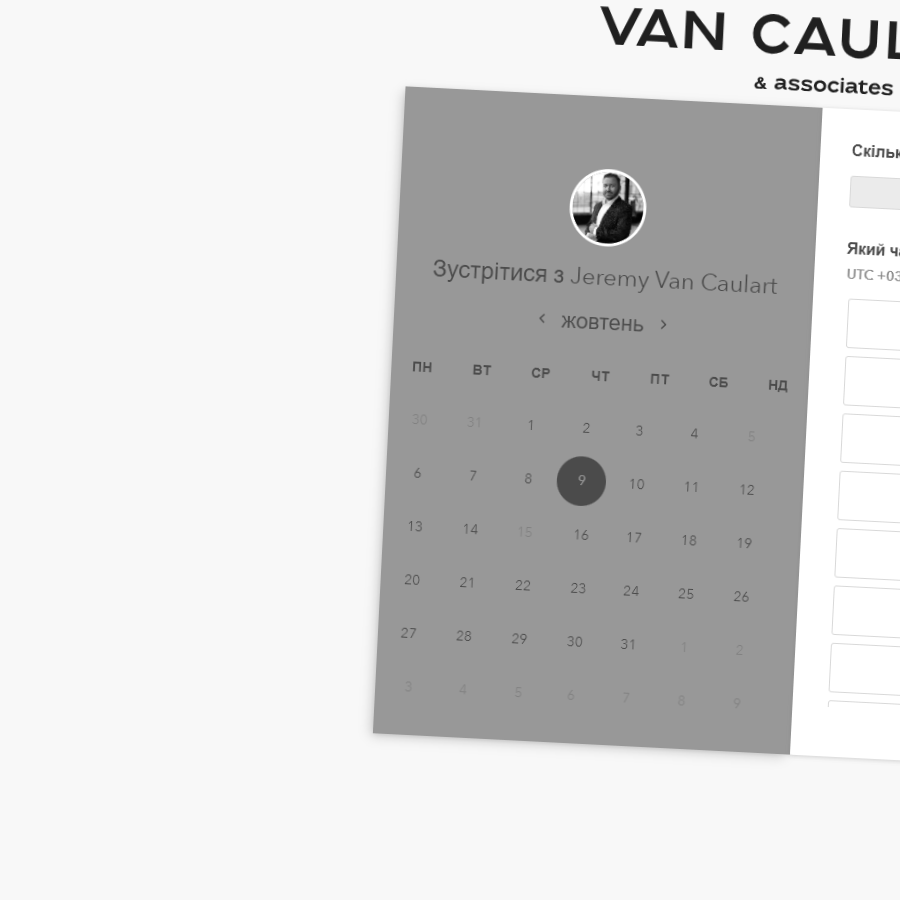 VAN CAUL
& associates
Зустрітися з Jeremy Van Caulart
‹ жовтень ›
ПН ВТ СР ЧТ ПТ СБ НД
30 31 1 2 3 4 5
6 7 8 9 10 11 12
13 14 15 16 17 18 19
20 21 22 23 24 25 26
27 28 29 30 31 1 2
3 4 5 6 7 8 9
Скільк
Який ча
UTC +03